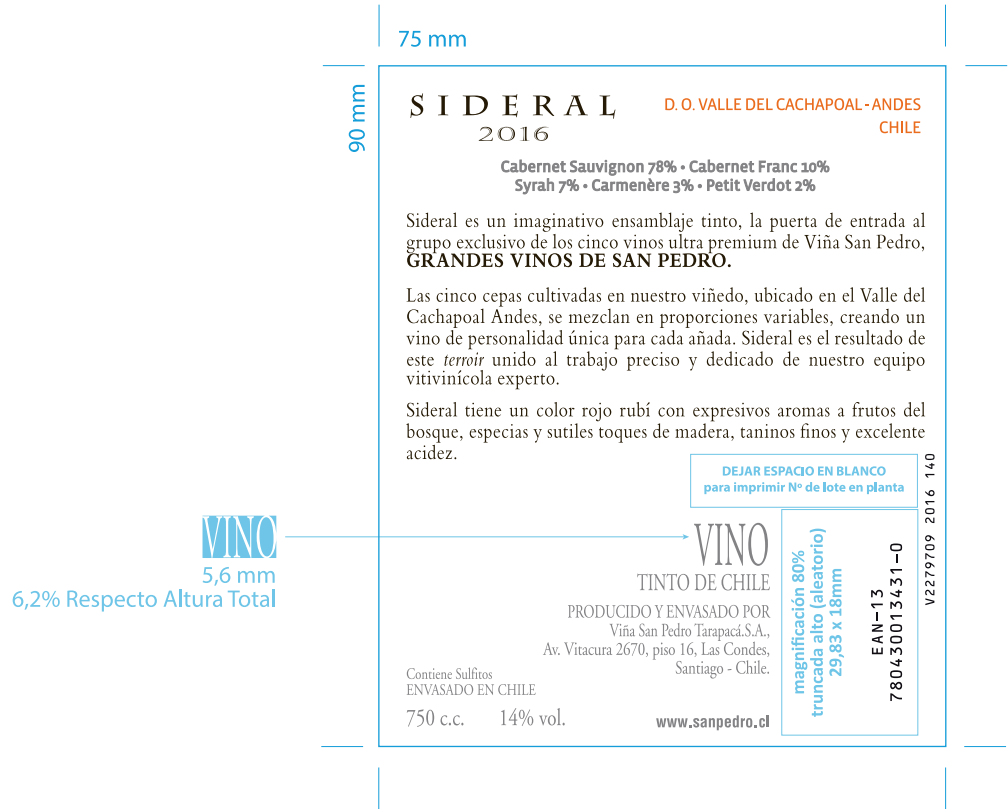 75 mm
90 mm
SIDERAL
2016
D. O. VALLE DEL CACHAPOAL - ANDES
CHILE
Cabernet Sauvignon 78% • Cabernet Franc 10%
Syrah 7% • Carmenère 3% • Petit Verdot 2%
Sideral es un imaginativo ensamblaje tinto, la puerta de entrada al
grupo exclusivo de los cinco vinos ultra premium de Viña San Pedro,
GRANDES VINOS DE SAN PEDRO.
Las cinco cepas cultivadas en nuestro viñedo, ubicado en el Valle del
Cachapoal Andes, se mezclan en proporciones variables, creando un
vino de personalidad única para cada añada. Sideral es el resultado de
este terroir unido al trabajo preciso y dedicado de nuestro equipo
vitivinícola experto.
Sideral tiene un color rojo rubí con expresivos aromas a frutos del
bosque, especias y sutiles toques de madera, taninos finos y excelente
acidez.
DEJAR ESPACIO EN BLANCO
para imprimir Nº de lote en planta
V2279709 2016 140
VINO
5,6 mm
6,2% Respecto Altura Total
VINO
TINTO DE CHILE
PRODUCIDO Y ENVASADO POR
Viña San Pedro Tarapacá.S.A.,
Av. Vitacura 2670, piso 16, Las Condes,
Santiago - Chile.
Contiene Sulfitos
ENVASADO EN CHILE
750 c.c. 14% vol.
www.sanpedro.cl
magnificación 80%
truncada alto (aleatorio)
29,83 x 18mm
EAN-13
780430013431-0